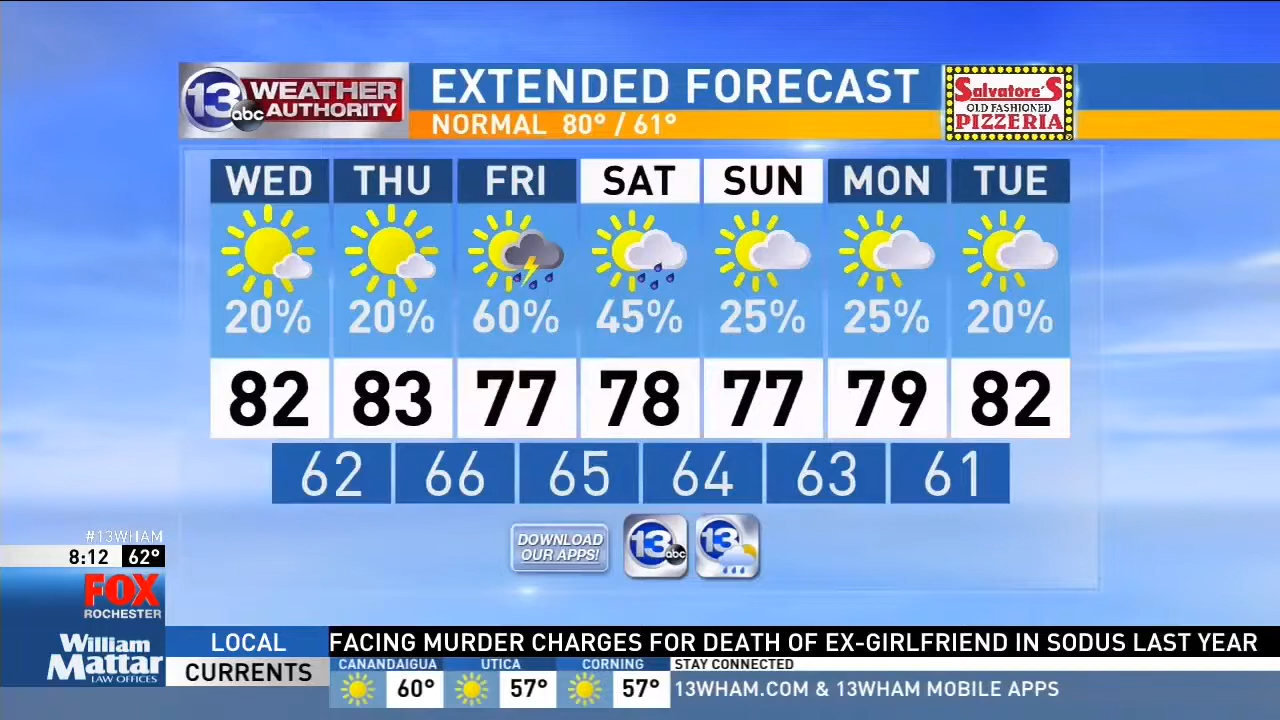 13 abc WEATHER AUTHORITY
EXTENDED FORECAST
NORMAL 80° / 61°
Salvatore'S
OLD FASHIONED
PIZZERIA
WED THU FRI SAT SUN MON TUE
20% 20% 60% 45% 25% 25% 20%
82 83 77 78 77 79 82
62 66 65 64 63 61
DOWNLOAD
OUR APPS!
13 abc
13
#13WHAM
8:12 62°
FOX
ROCHESTER
William
Mattar
LAW OFFICES
LOCAL
CURRENTS
FACING MURDER CHARGES FOR DEATH OF EX-GIRLFRIEND IN SODUS LAST YEAR
CANANDAIGUA UTICA CORNING STAY CONNECTED
60° 57° 57° 13WHAM.COM & 13WHAM MOBILE APPS